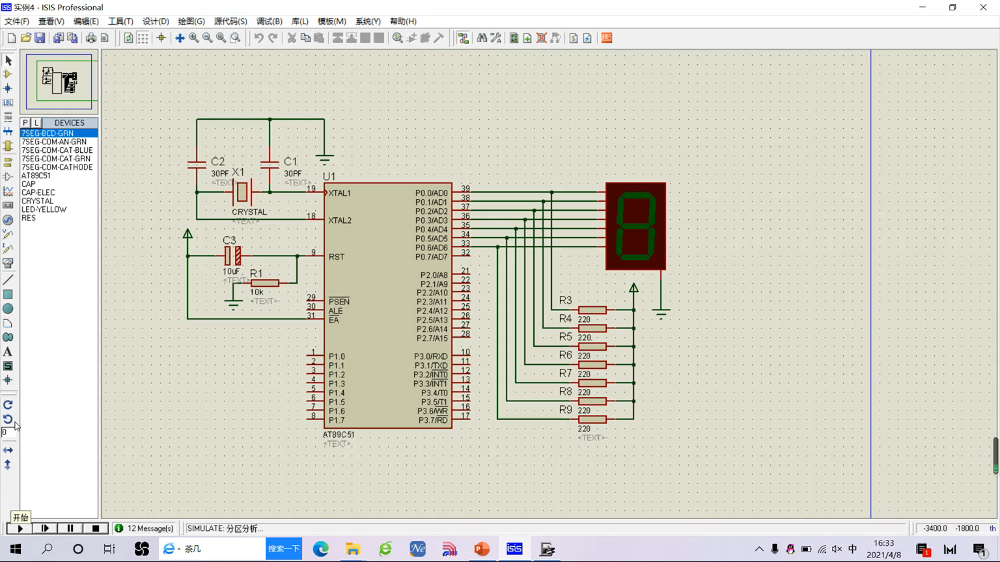 实例4 - ISIS Professional
文件(F) 查看(V) 编辑(E) 工具(T) 设计(D) 绘图(G) 源代码(S) 调试(B) 库(L) 模板(M) 系统(Y) 帮助(H)
P L DEVICES
7SEG-BCD-GRN
7SEG-COM-AN-GRN
7SEG-COM-CAT-BLUE
7SEG-COM-CAT-GRN
7SEG-COM-CATHODE
AT89C51
CAP
CAP-ELEC
CRYSTAL
LED-YELLOW
RES
LBL
A
S
0
开始
C2
30PF
<TEXT>
X1
CRYSTAL
<TEXT>
C1
30PF
<TEXT>
C3
10uF
<TEXT>
R1
10k
<TEXT>
U1
19 XTAL1
18 XTAL2
9 RST
29 PSEN
30 ALE
31 EA
1 P1.0
2 P1.1
3 P1.2
4 P1.3
5 P1.4
6 P1.5
7 P1.6
8 P1.7
P0.0/AD0 39
P0.1/AD1 38
P0.2/AD2 37
P0.3/AD3 36
P0.4/AD4 35
P0.5/AD5 34
P0.6/AD6 33
P0.7/AD7 32
P2.0/A8 21
P2.1/A9 22
P2.2/A10 23
P2.3/A11 24
P2.4/A12 25
P2.5/A13 26
P2.6/A14 27
P2.7/A15 28
P3.0/RXD 10
P3.1/TXD 11
P3.2/INT0 12
P3.3/INT1 13
P3.4/T0 14
P3.5/T1 15
P3.6/WR 16
P3.7/RD 17
AT89C51
<TEXT>
R3
220
R4
220
R5
220
R6
220
R7
220
R8
220
R9
220
<TEXT>
12 Message(s) SIMULATE: 分区分析... -3400.0 -1800.0 th
茶几 搜索一下 中 16:33
2021/4/8